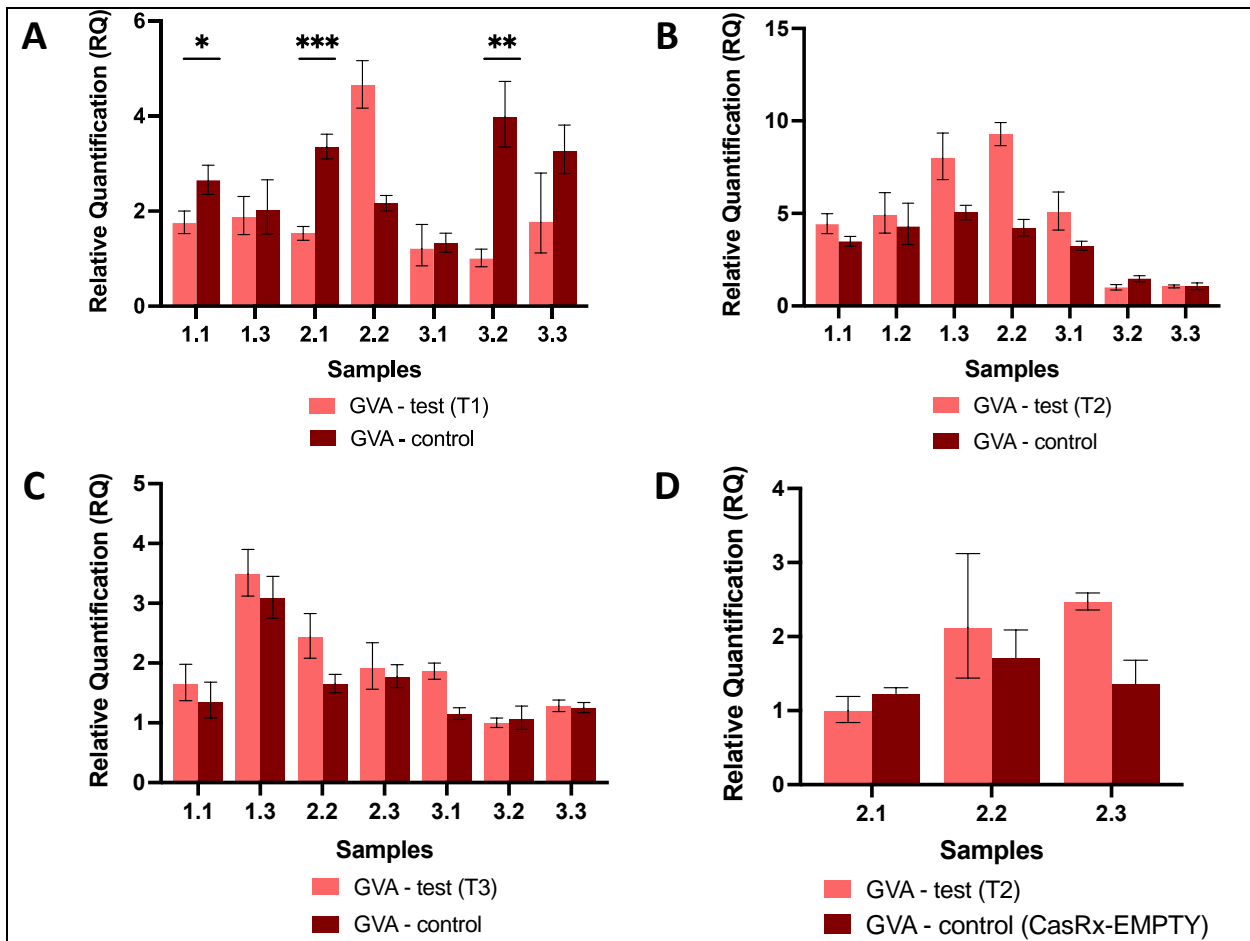 A
Relative Quantification (RQ)
6
4
2
0
* *** **
1.1 1.3 2.1 2.2 3.1 3.2 3.3
Samples
GVA - test (T1)
GVA - control
B
Relative Quantification (RQ)
15
10
5
0
1.1 1.2 1.3 2.2 3.1 3.2 3.3
Samples
GVA - test (T2)
GVA - control
C
Relative Quantification (RQ)
5
4
3
2
1
0
1.1 1.3 2.2 2.3 3.1 3.2 3.3
Samples
GVA - test (T3)
GVA - control
D
Relative Quantification (RQ)
4
3
2
1
0
2.1 2.2 2.3
Samples
GVA - test (T2)
GVA - control (CasRx-EMPTY)